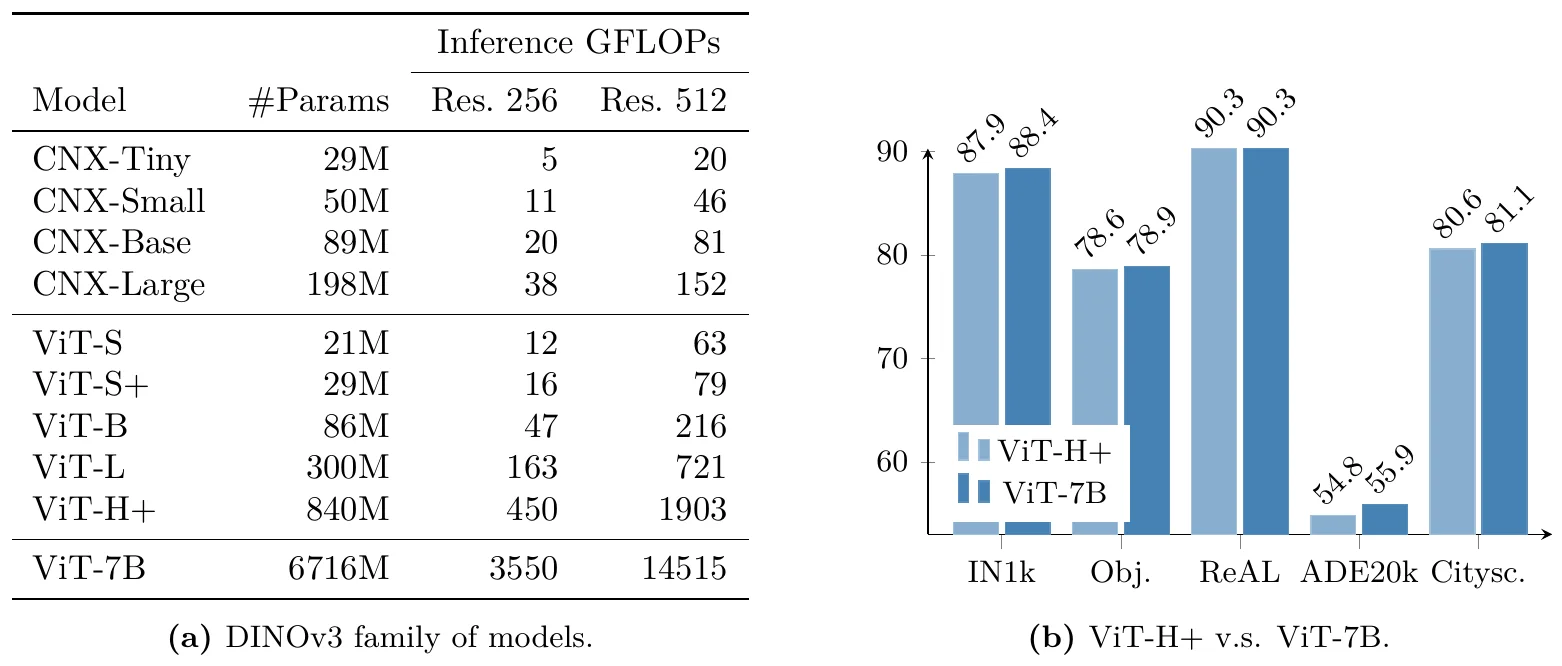 Inference GFLOPs
Model #Params Res. 256 Res. 512
CNX-Tiny 29M 5 20
CNX-Small 50M 11 46
CNX-Base 89M 20 81
CNX-Large 198M 38 152
ViT-S 21M 12 63
ViT-S+ 29M 16 79
ViT-B 86M 47 216
ViT-L 300M 163 721
ViT-H+ 840M 450 1903
ViT-7B 6716M 3550 14515
(a) DINOv3 family of models.
87.9 88.4 78.6 78.9 90.3 90.3 54.8 55.9 80.6 81.1
90
80
70
60
ViT-H+
ViT-7B
IN1k Obj. ReAL ADE20k Citysc.
(b) ViT-H+ v.s. ViT-7B.